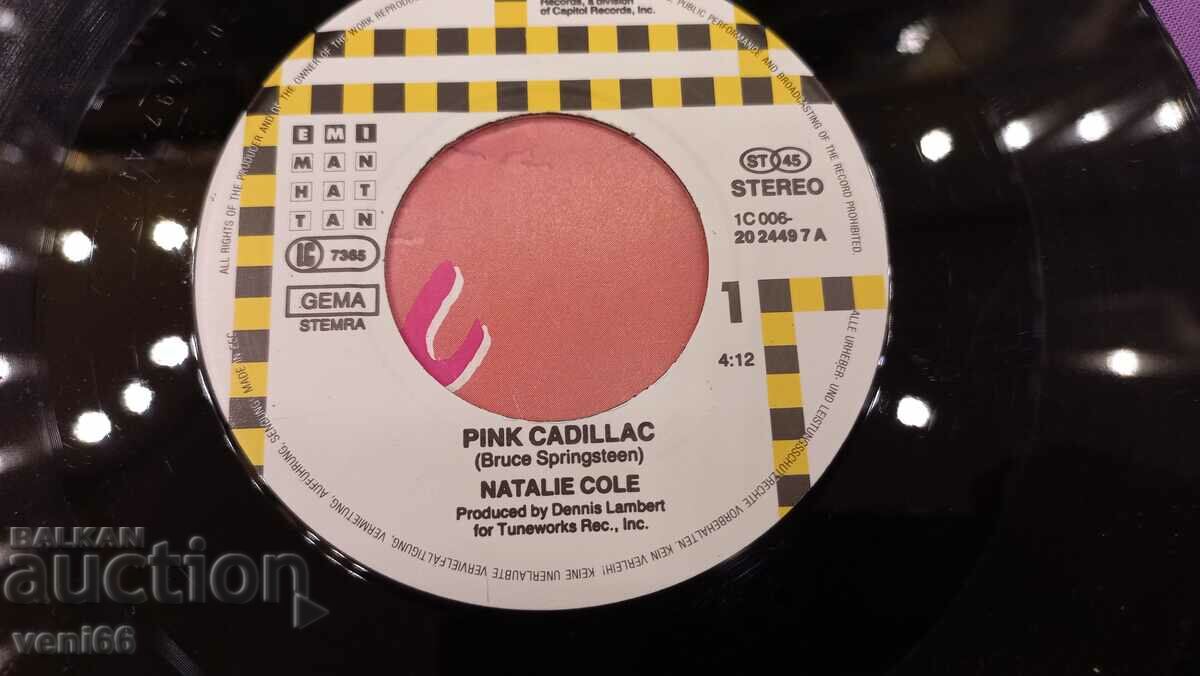 Records, a division
of Capitol Records, Inc.
EMI
MAN
HAT
TAN
LC 7365
GEMA
STEMRA
ST 45
STEREO
1C 006-
20 2449 7 A
1
4:12
PINK CADILLAC
(Bruce Springsteen)
NATALIE COLE
Produced by Dennis Lambert
for Tuneworks Rec., Inc.
ALL RIGHTS OF THE PRODUCER AND OF THE OWNER OF THE WORK REPRODUC
PUBLIC PERFORMANCE AND BROADCASTING OF THE RECORD PROHIBITED.
ALLE URHEBER- UND LEISTUNGSSCHUTZRECHTE VORBEHALTEN. KEIN VERLEIH! KEINE UNERLAUBTE VERVIELFÄLTIGUNG, VERMIETUNG, AUFFÜHRUNG, SENDUNG
MADE IN EEC
BALKAN
auction
veni66